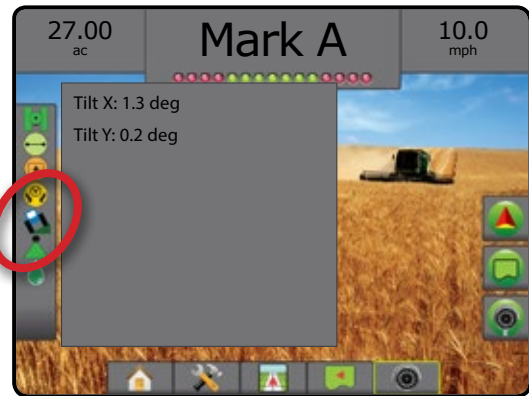 27.00
ac
Mark A
10.0
mph
Tilt X: 1.3 deg
Tilt Y: 0.2 deg